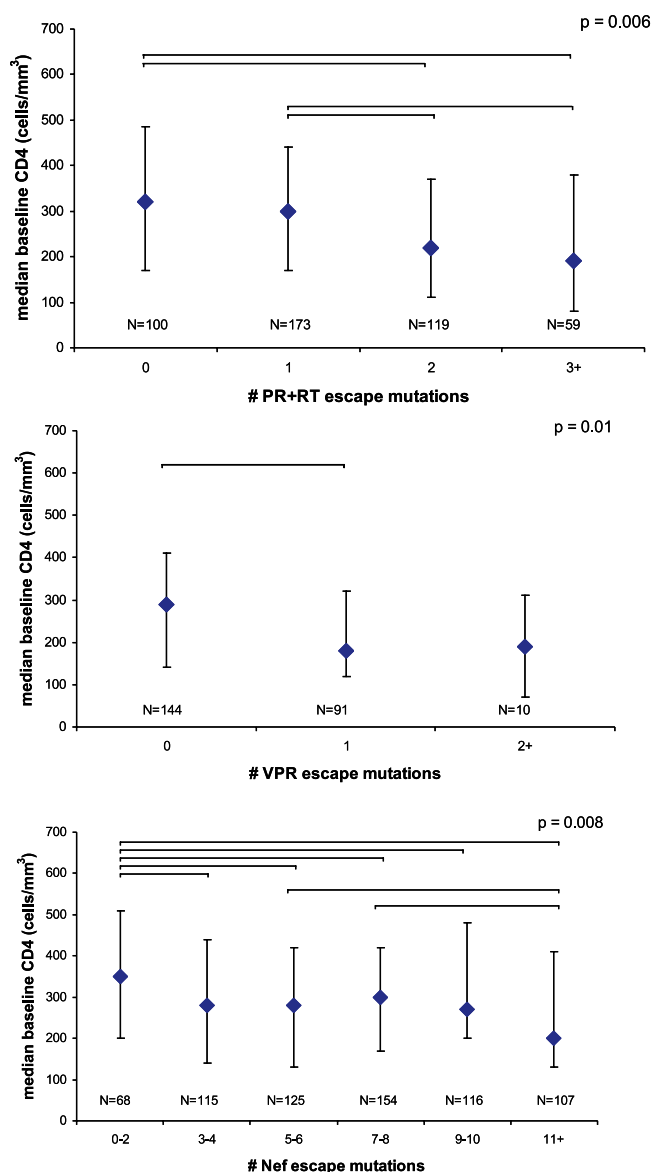 p = 0.006
median baseline CD4 (cells/mm³)
700
600
500
400
300
200
100
0
N=100 N=173 N=119 N=59
0 1 2 3+
# PR+RT escape mutations
p = 0.01
median baseline CD4 (cells/mm³)
700
600
500
400
300
200
100
0
N=144 N=91 N=10
0 1 2+
# VPR escape mutations
p = 0.008
median baseline CD4 (cells/mm³)
700
600
500
400
300
200
100
0
N=68 N=115 N=125 N=154 N=116 N=107
0-2 3-4 5-6 7-8 9-10 11+
# Nef escape mutations